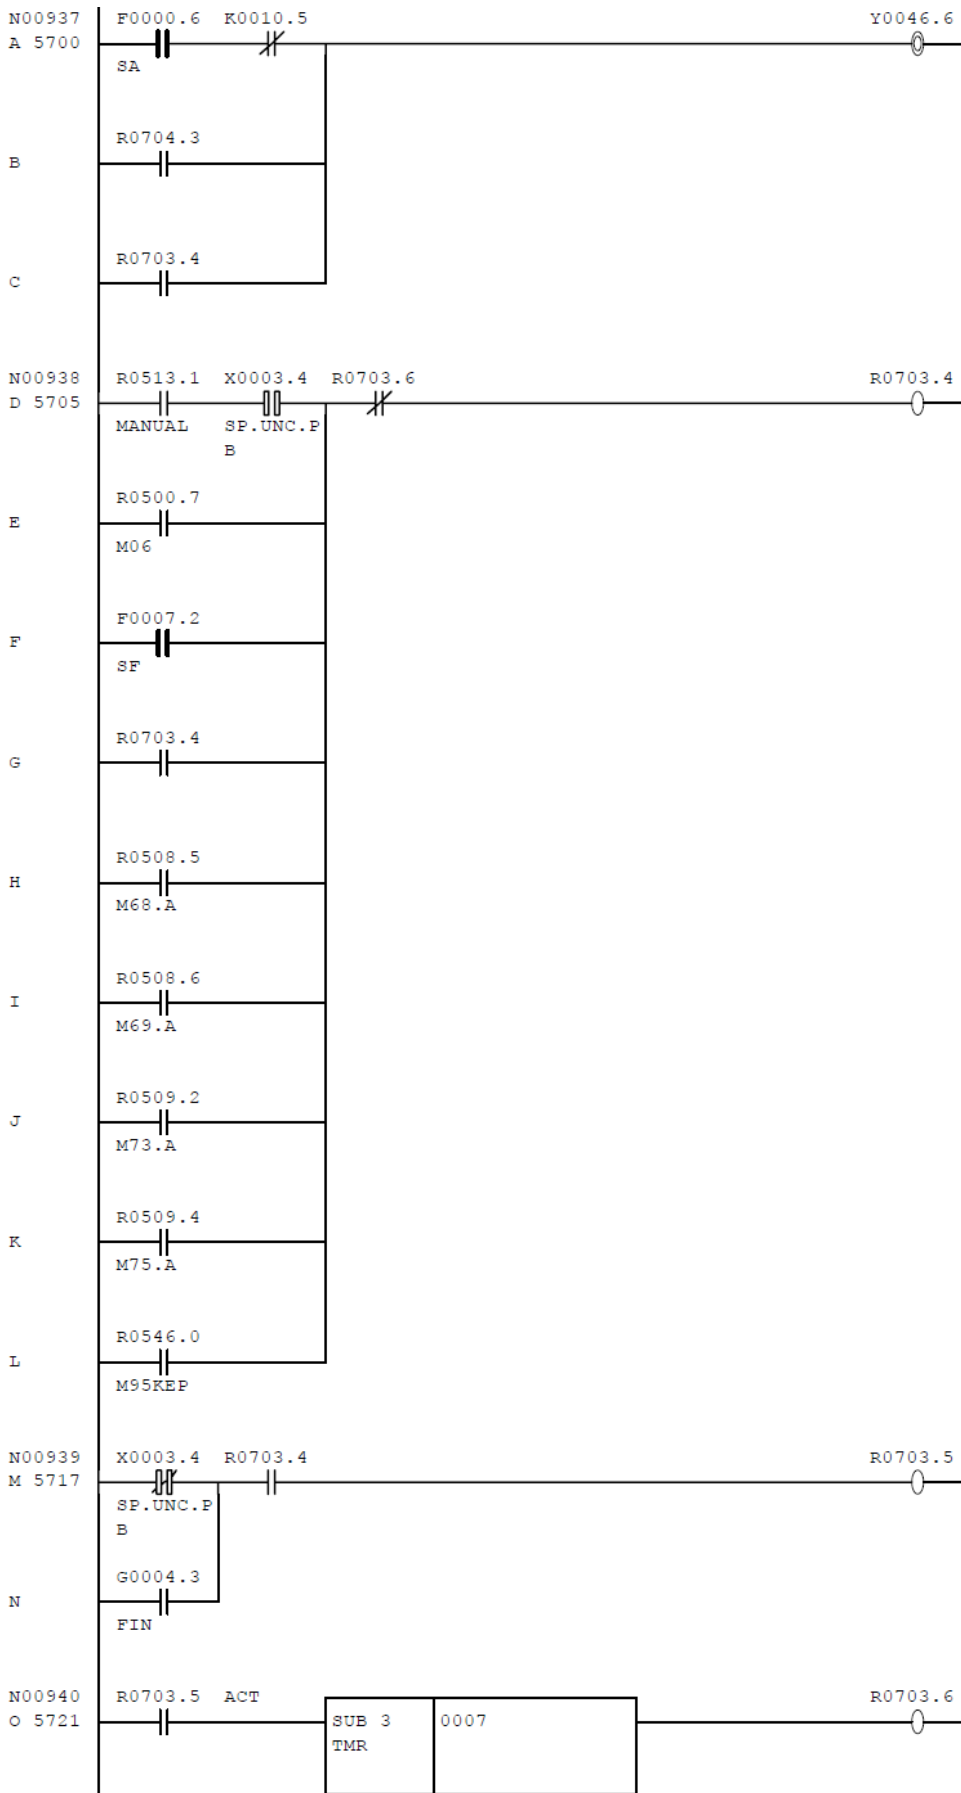 N00937 F0000.6 K0010.5 Y0046.6
A 5700
SA
R0704.3
B
R0703.4
C
N00938 R0513.1 X0003.4 R0703.6 R0703.4
D 5705
MANUAL SP.UNC.P
B
R0500.7
E
M06
F0007.2
F
SF
R0703.4
G
R0508.5
H
M68.A
R0508.6
I
M69.A
R0509.2
J
M73.A
R0509.4
K
M75.A
R0546.0
L
M95KEP
N00939 X0003.4 R0703.4 R0703.5
M 5717
SP.UNC.P
B
G0004.3
N
FIN
N00940 R0703.5 ACT R0703.6
O 5721 SUB 3 0007
TMR